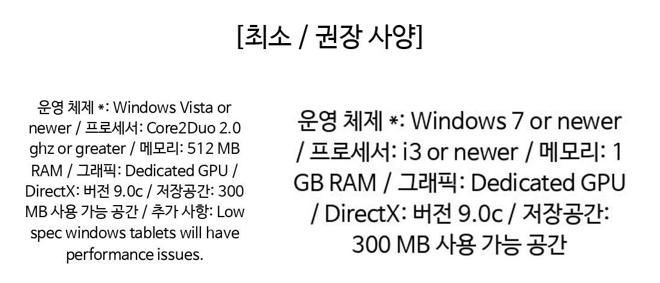 [최소 / 권장 사양]
운영 체제 *: Windows Vista or
newer / 프로세서: Core2Duo 2.0
ghz or greater / 메모리: 512 MB
RAM / 그래픽: Dedicated GPU /
DirectX: 버전 9.0c / 저장공간: 300
MB 사용 가능 공간 / 추가 사항: Low
spec windows tablets will have
performance issues.
운영 체제 *: Windows 7 or newer
/ 프로세서: i3 or newer / 메모리: 1
GB RAM / 그래픽: Dedicated GPU
/ DirectX: 버전 9.0c / 저장공간:
300 MB 사용 가능 공간